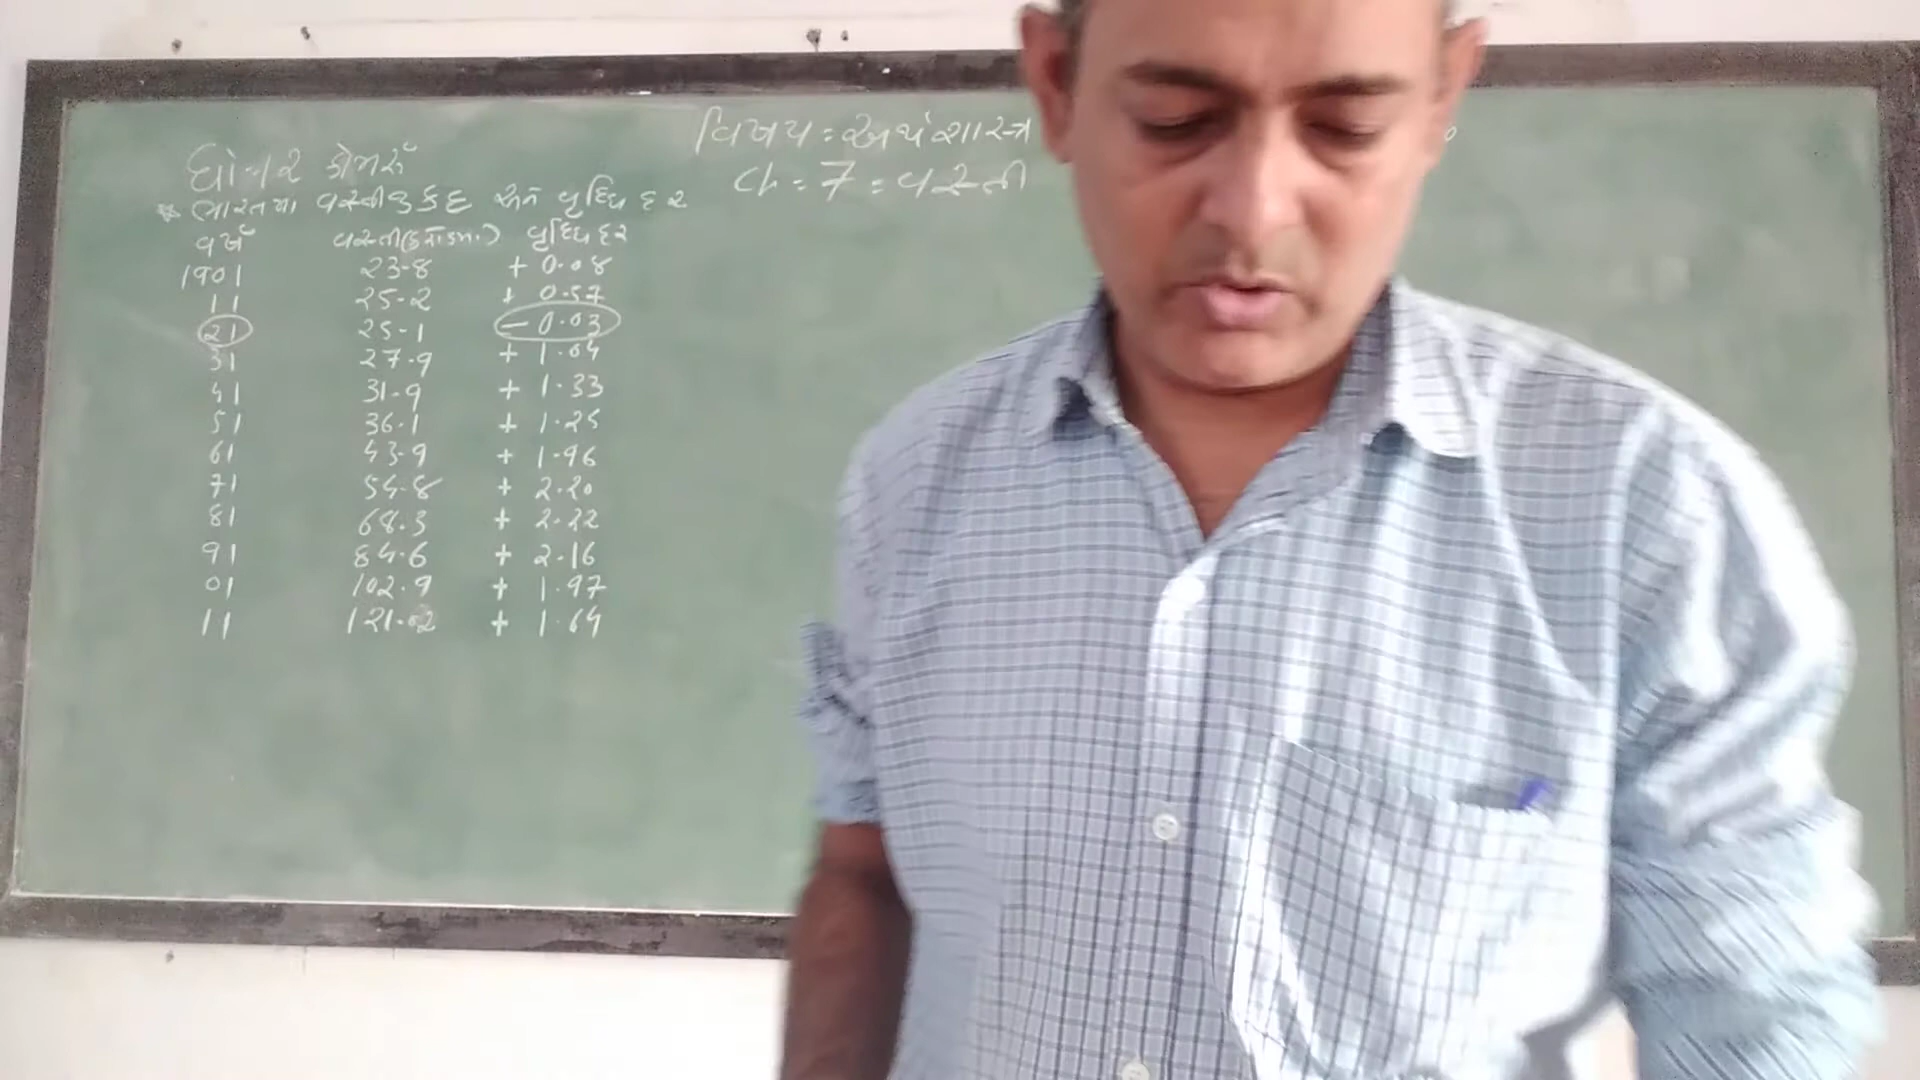 ધોરણ 12 કોમર્સ
વિષય : અર્થશાસ્ત્ર
Ch = 7 = વસ્તી
* ભારતમાં વસ્તીનું કદ અને વૃદ્ધિ દર
વર્ષ વસ્તી(કરોડમાં) વૃદ્ધિદર
1901 23.8 + 0.08
11 25.2 + 0.57
21 25.1 - 0.03
31 27.9 + 1.04
41 31.9 + 1.33
51 36.1 + 1.25
61 43.9 + 1.96
71 54.8 + 2.20
81 68.3 + 2.22
91 84.6 + 2.16
01 102.9 + 1.97
11 121.02 + 1.64